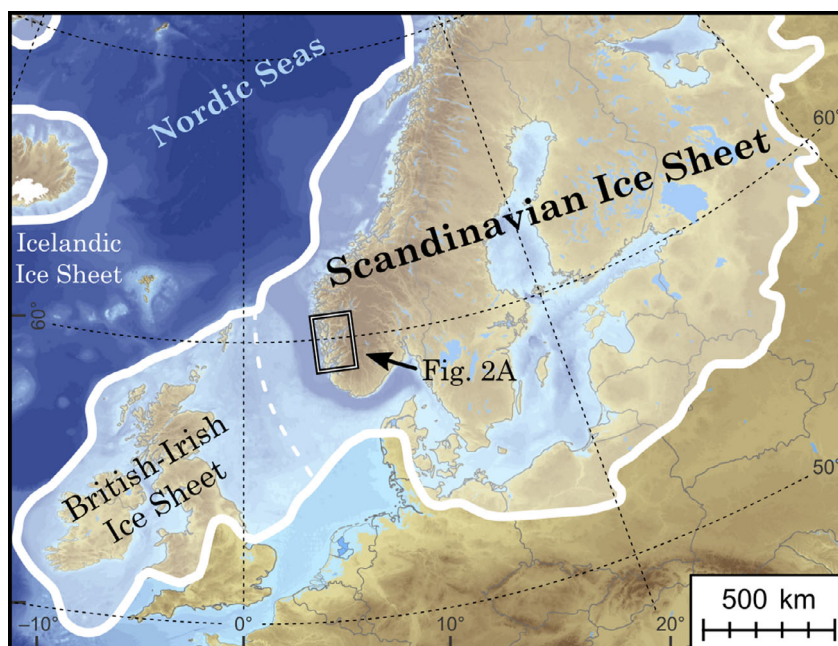 Nordic Seas
Scandinavian Ice Sheet
60°
Icelandic
Ice Sheet
60°
Fig. 2A
British-Irish
Ice Sheet
50°
500 km
−10°
0°
10°
20°